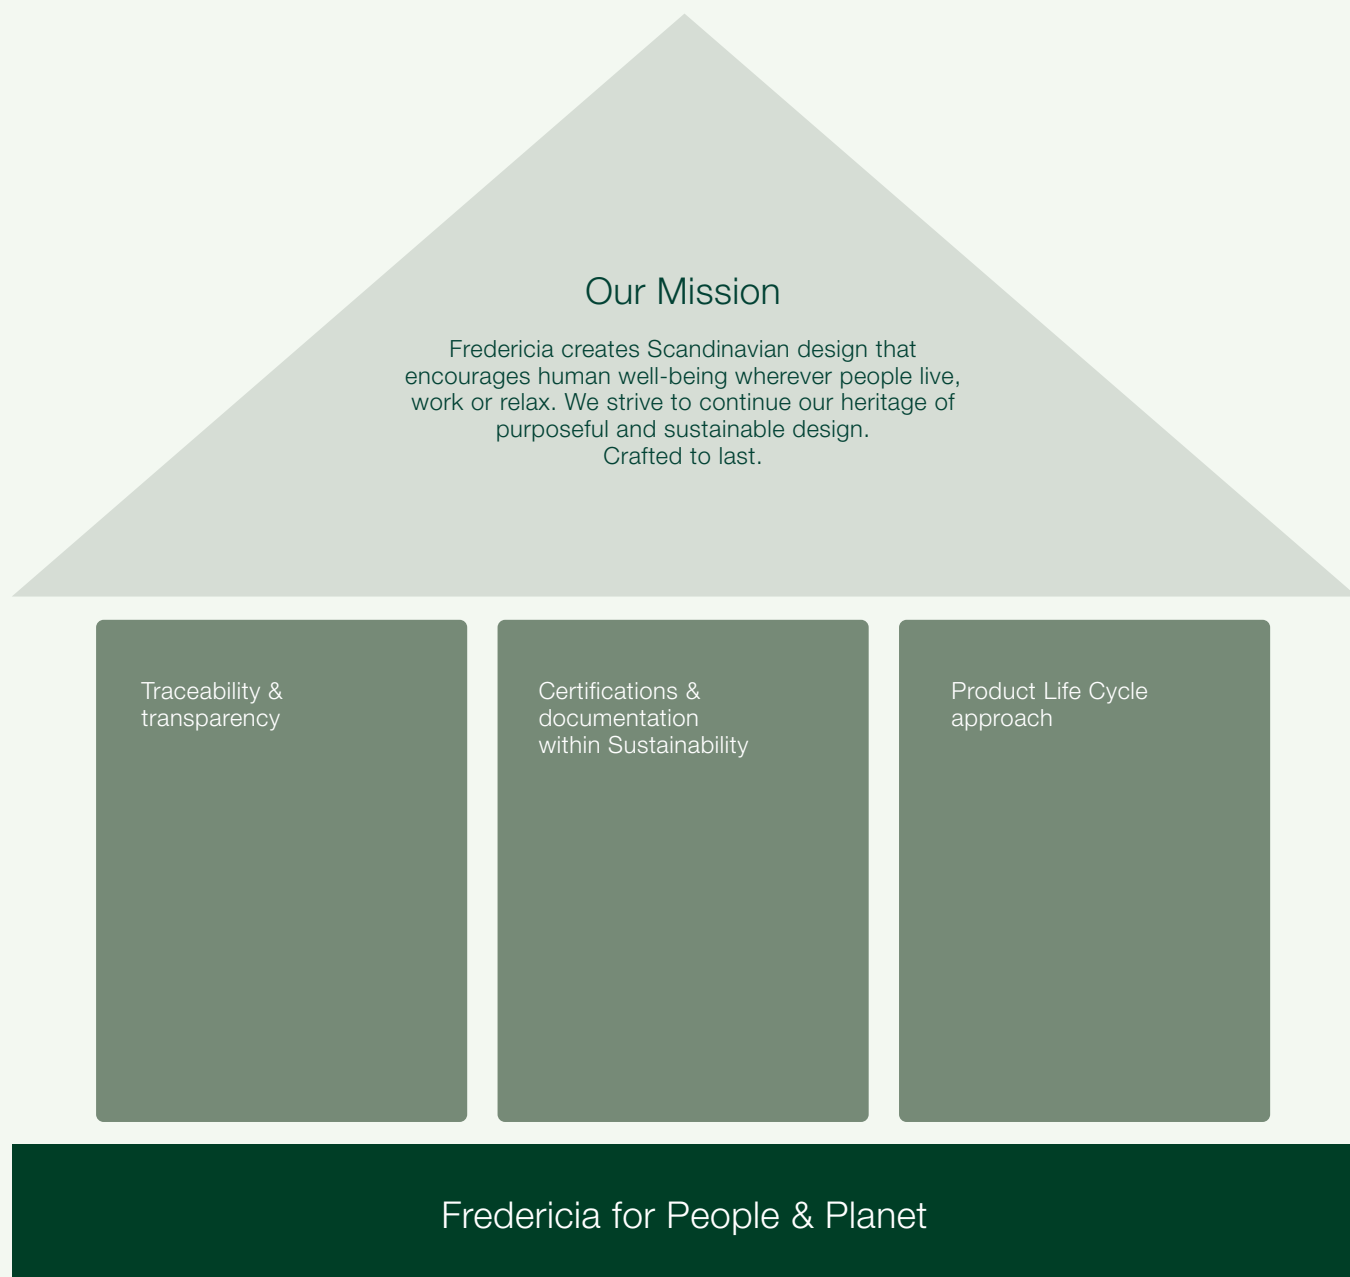 Our Mission
Fredericia creates Scandinavian design that
encourages human well-being wherever people live,
work or relax. We strive to continue our heritage of
purposeful and sustainable design.
Crafted to last.
Traceability &
transparency
Certifications &
documentation
within Sustainability
Product Life Cycle
approach
Fredericia for People & Planet